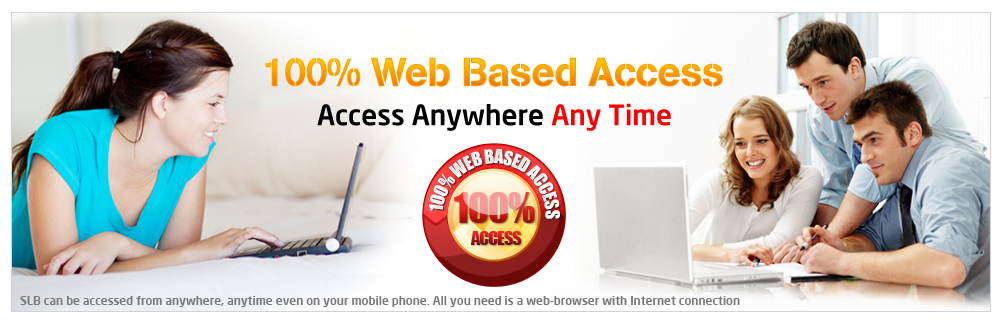 100% Web Based Access
Access Anywhere Any Time
100% WEB BASED ACCESS
100%
ACCESS
SLB can be accessed from anywhere, anytime even on your mobile phone. All you need is a web-browser with Internet connection